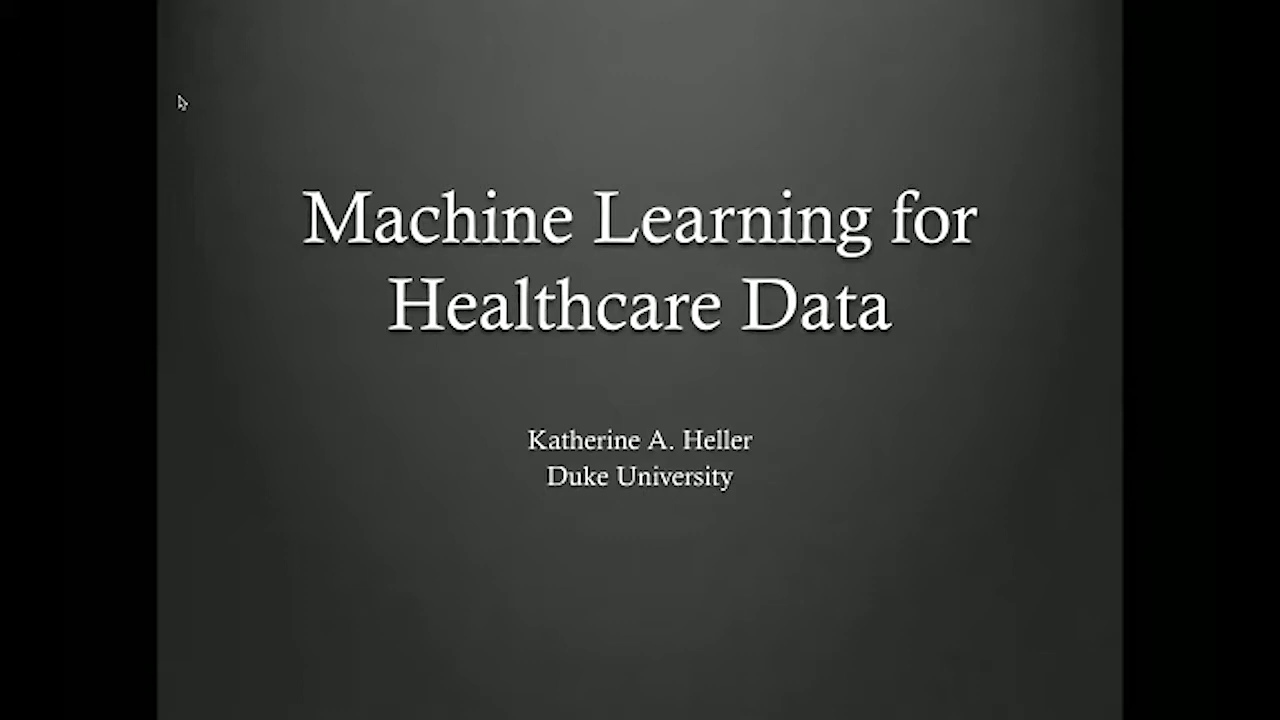 Machine Learning for
Healthcare Data
Katherine A. Heller
Duke University